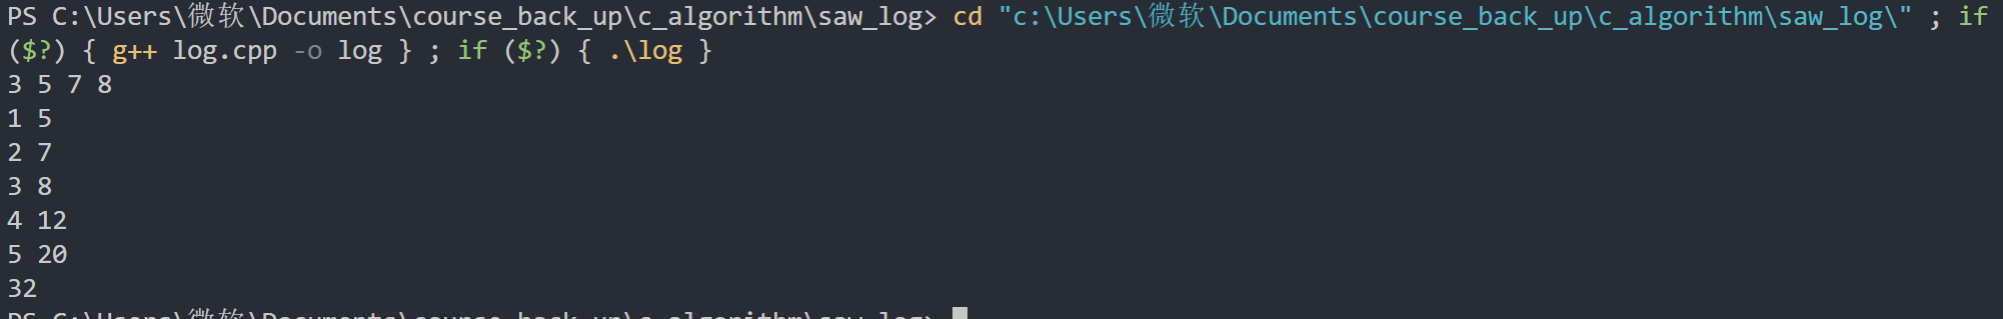 PS C:\Users\微软\Documents\course_back_up\c_algorithm\saw_log> cd "c:\Users\微软\Documents\course_back_up\c_algorithm\saw_log\" ; if
($?) { g++ log.cpp -o log } ; if ($?) { .\log }
3 5 7 8
1 5
2 7
3 8
4 12
5 20
32
PS C:\Users\微软\Documents\course_back_up\c_algorithm\saw_log>